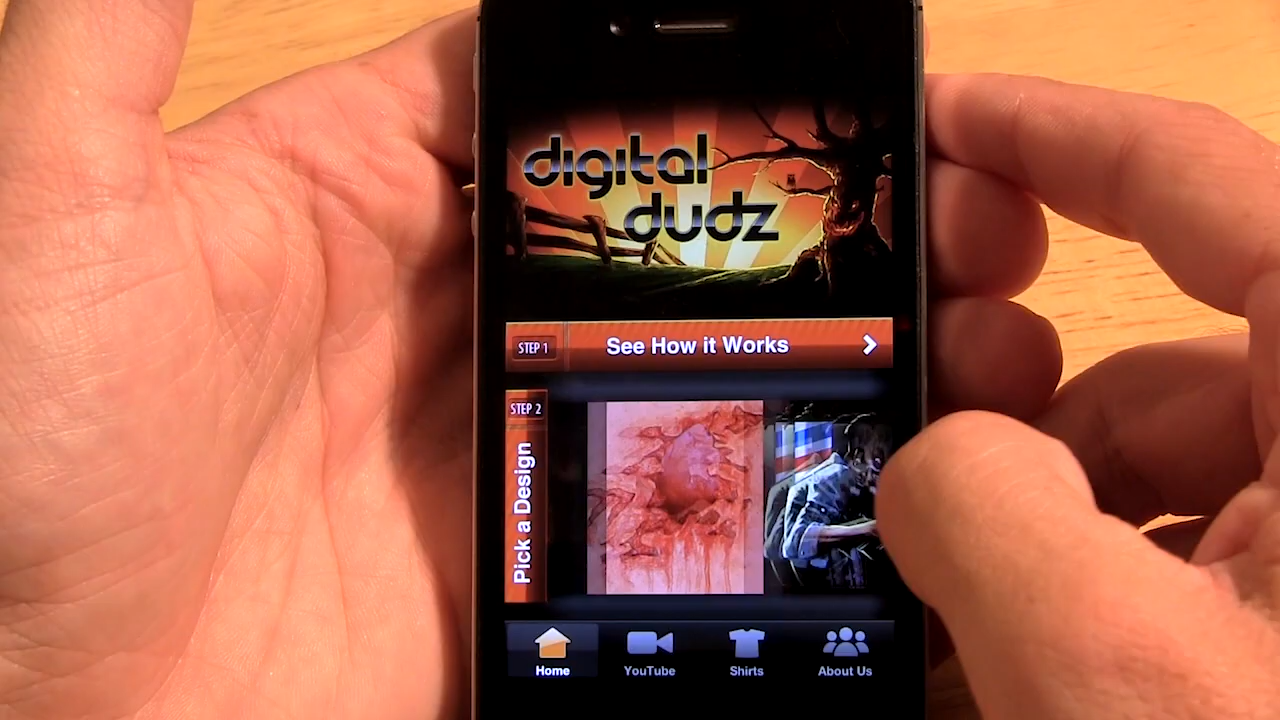 digital
dudz
STEP 1
See How it Works
STEP 2
Pick a Design
Home
YouTube
Shirts
About Us